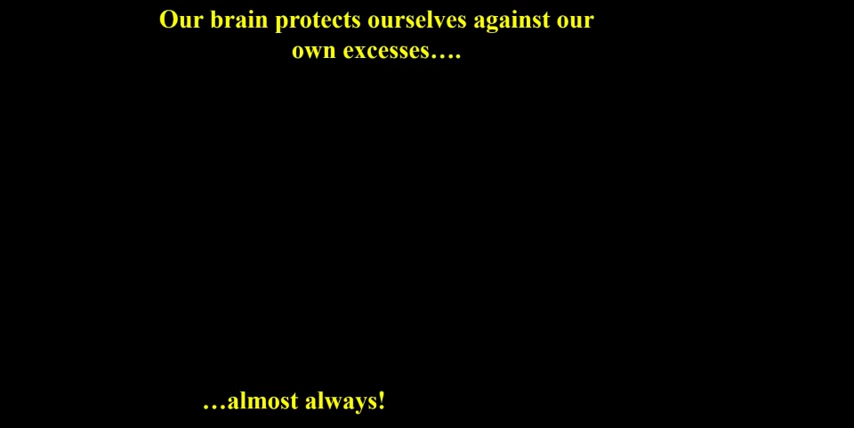 Our brain protects ourselves against our
own excesses….
…almost always!